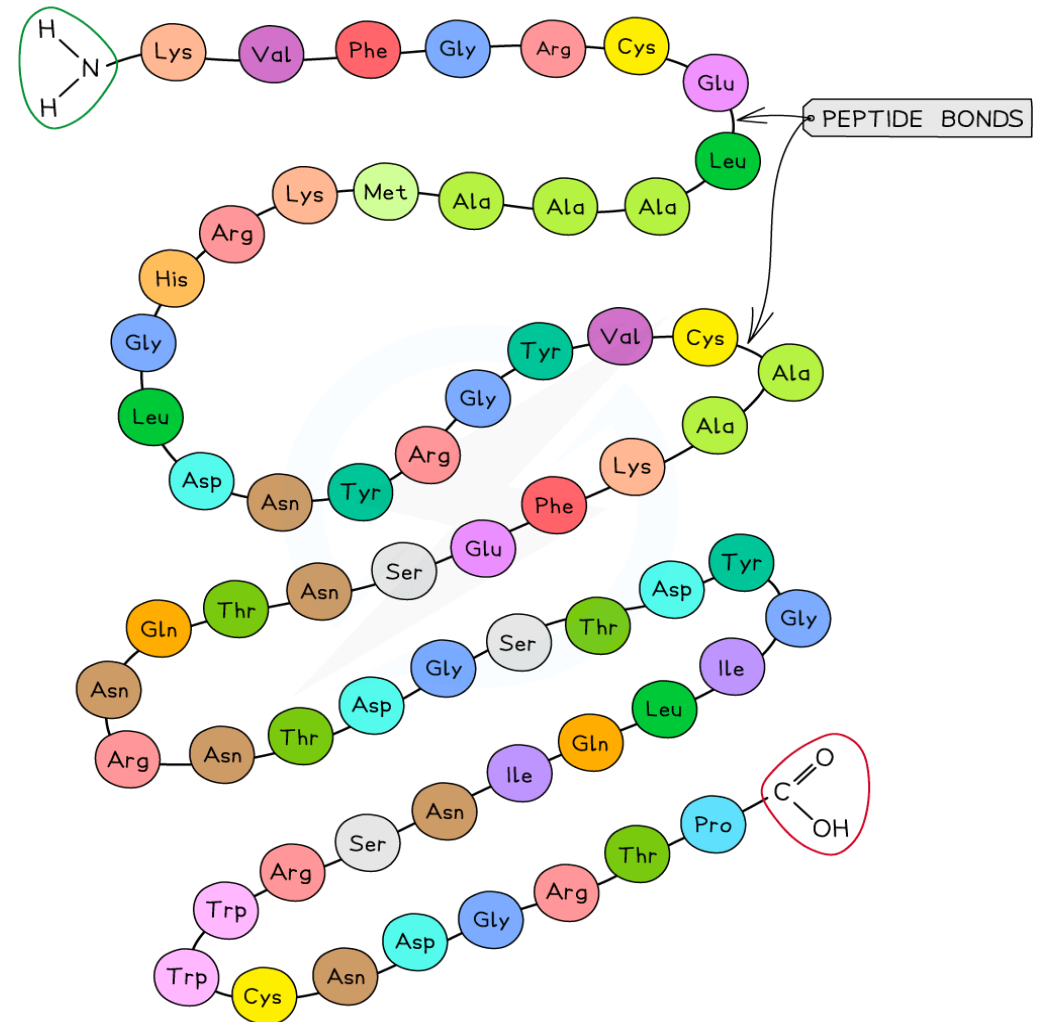 H
N
H
Lys
Val
Phe
Gly
Arg
Cys
Glu
PEPTIDE BONDS
Leu
Ala
Ala
Ala
Met
Lys
Arg
His
Gly
Leu
Asp
Asn
Tyr
Arg
Gly
Tyr
Val
Cys
Ala
Ala
Lys
Phe
Glu
Ser
Asn
Thr
Gln
Asn
Arg
Asn
Thr
Asp
Gly
Ser
Thr
Asp
Tyr
Gly
Ile
Leu
Gln
Ile
Asn
Ser
Arg
Trp
Trp
Cys
Asn
Asp
Gly
Arg
Thr
Pro
C
O
OH